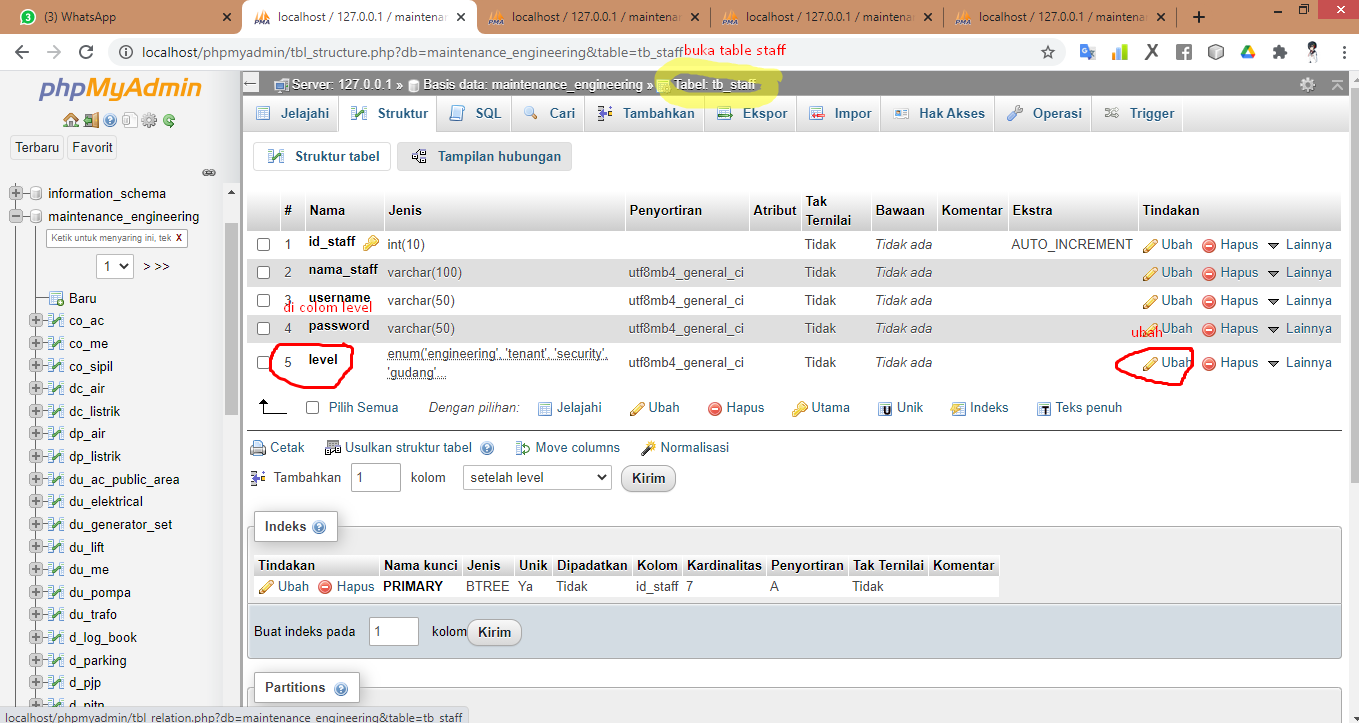 (3) WhatsApp
localhost / 127.0.0.1 / maintenan
localhost / 127.0.0.1 / maintenan
localhost / 127.0.0.1 / maintenan
localhost / 127.0.0.1 / maintenan
localhost/phpmyadmin/tbl_structure.php?db=maintenance_engineering&table=tb_staff
buka table staff
phpMyAdmin
Terbaru Favorit
information_schema
maintenance_engineering
Ketik untuk menyaring ini, tek X
1 > >>
Baru
co_ac
co_me
co_sipil
dc_air
dc_listrik
dp_air
dp_listrik
du_ac_public_area
du_elektrical
du_generator_set
du_lift
du_me
du_pompa
du_trafo
d_log_book
d_parking
d_pjp
d_pitn
Server: 127.0.0.1 » Basis data: maintenance_engineering » Tabel: tb_staff
Jelajahi Struktur SQL Cari Tambahkan Ekspor Impor Hak Akses Operasi Trigger
Struktur tabel Tampilan hubungan
# Nama Jenis Penyortiran Atribut Tak Ternilai Bawaan Komentar Ekstra Tindakan
1 id_staff int(10) Tidak Tidak ada AUTO_INCREMENT Ubah Hapus Lainnya
2 nama_staff varchar(100) utf8mb4_general_ci Tidak Tidak ada Ubah Hapus Lainnya
3 username varchar(50) utf8mb4_general_ci Tidak Tidak ada Ubah Hapus Lainnya
di colom level
4 password varchar(50) utf8mb4_general_ci Tidak Tidak ada Ubah Hapus Lainnya
ubah
5 level enum('engineering', 'tenant', 'security', 'gudang'... utf8mb4_general_ci Tidak Tidak ada Ubah Hapus Lainnya
Pilih Semua Dengan pilihan: Jelajahi Ubah Hapus Utama Unik Indeks Teks penuh
Cetak Usulkan struktur tabel Move columns Normalisasi
Tambahkan 1 kolom setelah level Kirim
Indeks
Tindakan Nama kunci Jenis Unik Dipadatkan Kolom Kardinalitas Penyortiran Tak Ternilai Komentar
Ubah Hapus PRIMARY BTREE Ya Tidak id_staff 7 A Tidak
Buat indeks pada 1 kolom Kirim
Partitions
localhost/phpmyadmin/tbl_relation.php?db=maintenance_engineering&table=tb_staff